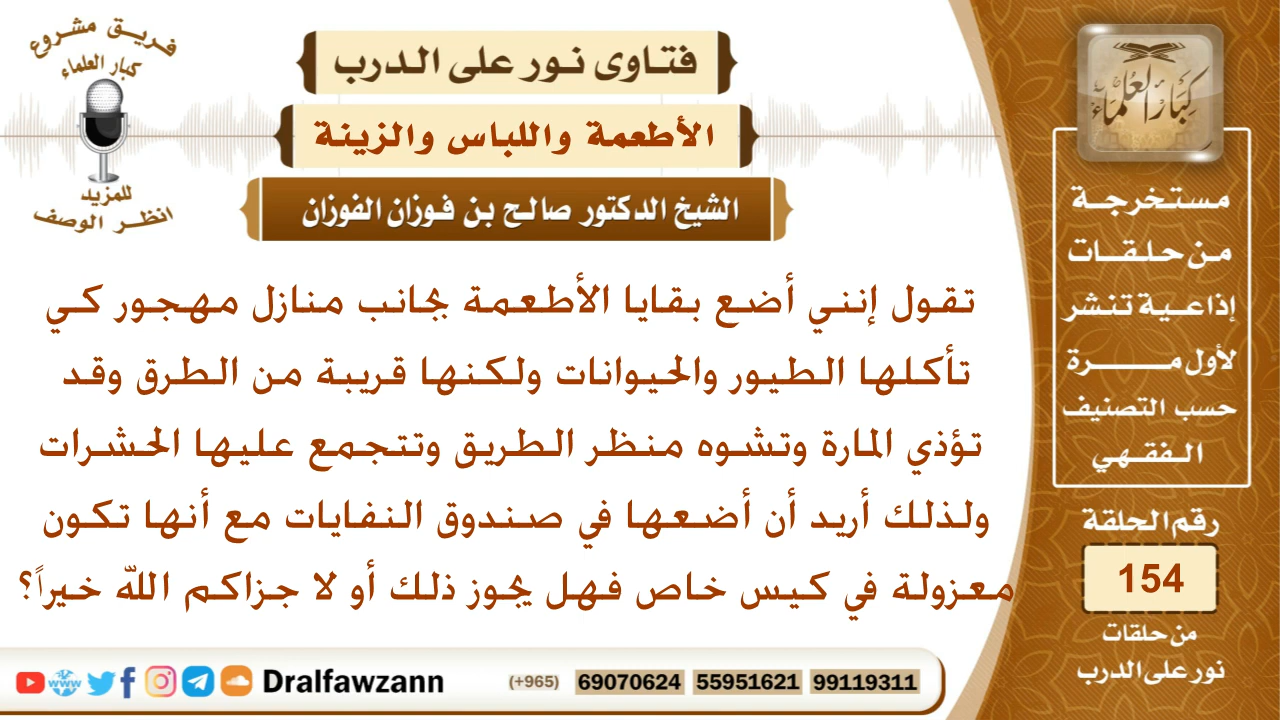 فريق مشروع
كبار العلماء
للمزيد
انظر الوصف
فتاوى نور على الدرب
الأطعمة واللباس والزينة
الشيخ الدكتور صالح بن فوزان الفوزان
تقول إنني أضع بقايا الأطعمة بجانب منازل مهجور كي
تأكلها الطيور والحيوانات ولكنها قريبة من الطرق وقد
تؤذي المارة وتشوه منظر الطريق وتتجمع عليها الحشرات
ولذلك أريد أن أضعها في صندوق النفايات مع أنها تكون
معزولة في كيس خاص فهل يجوز ذلك أو لا جزاكم الله خيراً؟
كبار العلماء
مستخرجة
من حلقات
إذاعية تنشر
لأول مرة
حسب التصنيف
الفقهي
رقم الحلقة
154
من حلقات
نور على الدرب
Dralfawzann (+965) 69070624 55951621 99119311